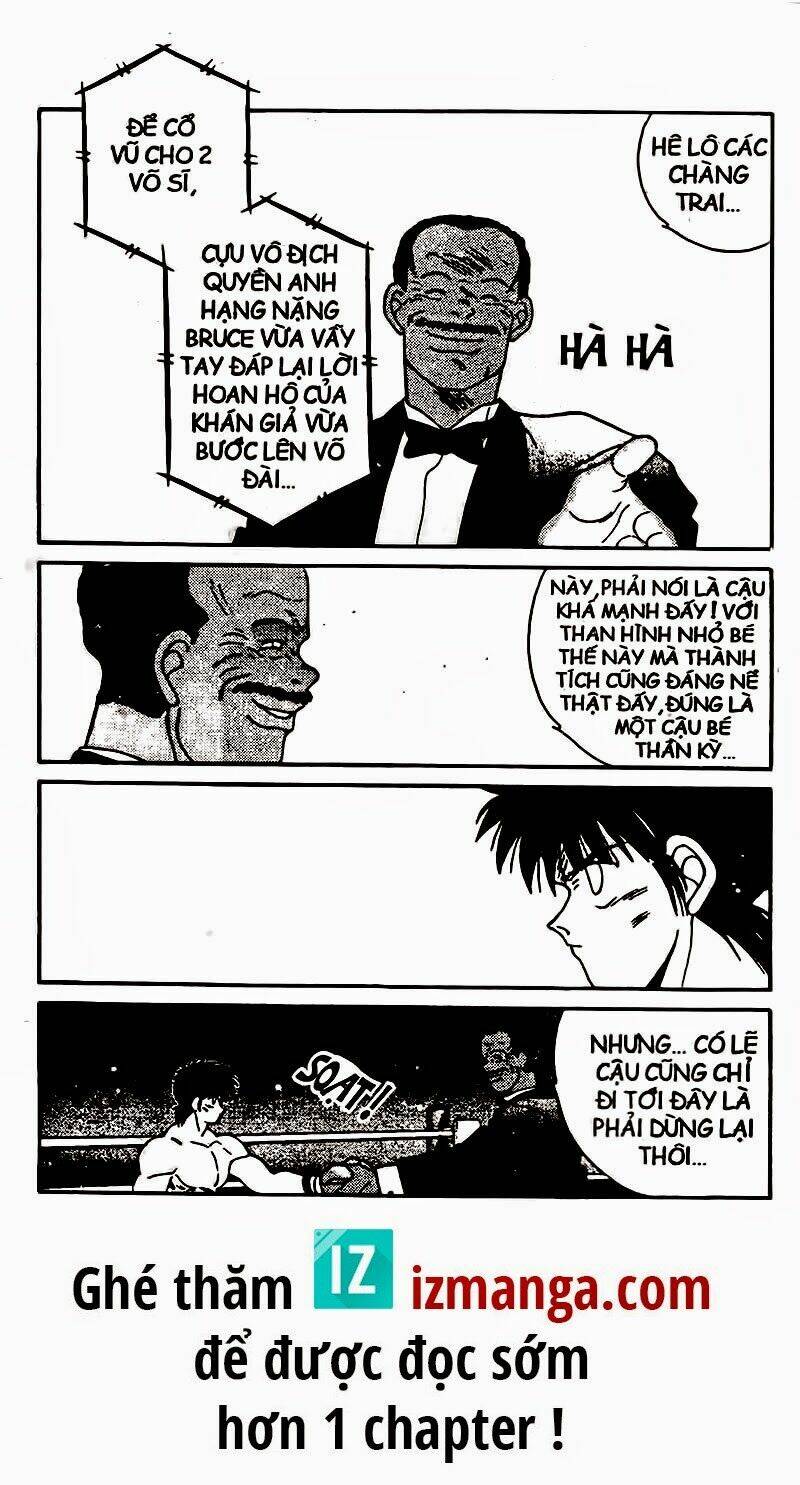 ĐỂ CỔ
VŨ CHO 2
VÕ SĨ,
CỰU VÔ ĐỊCH
QUYỀN ANH
HẠNG NẶNG
BRUCE VỪA VẪY
TAY ĐÁP LẠI LỜI
HOAN HÔ CỦA
KHÁN GIẢ VỪA
BƯỚC LÊN VÕ
ĐÀI...
HÊ LÔ CÁC
CHÀNG
TRAI...
HÀ HÀ
NÀY,PHẢI NÓI LÀ CẬU
KHÁ MẠNH ĐẤY! VỚI
THAN HÌNH NHỎ BÉ
THẾ NÀY MÀ THÀNH
TÍCH CŨNG ĐÁNG NỂ
THẬT ĐẤY,ĐÚNG LÀ
MỘT CẬU BÉ
THẦN KỲ...
SOẠT!
NHƯNG... CÓ LẼ
CẬU CŨNG CHỈ
ĐI TỚI ĐÂY LÀ
PHẢI DỪNG LẠI
THÔI...
Ghé thăm IZ izmanga.com
để được đọc sớm
hơn 1 chapter !